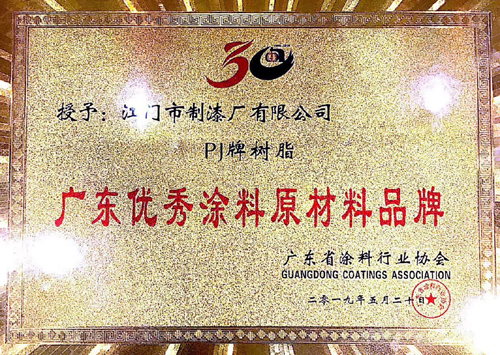 30
授予：江门市制漆厂有限公司
PJ牌树脂
广东优秀涂料原材料品牌
广东省涂料行业协会
GUANGDONG COATINGS ASSOCIATION
二零一九年五月二十日